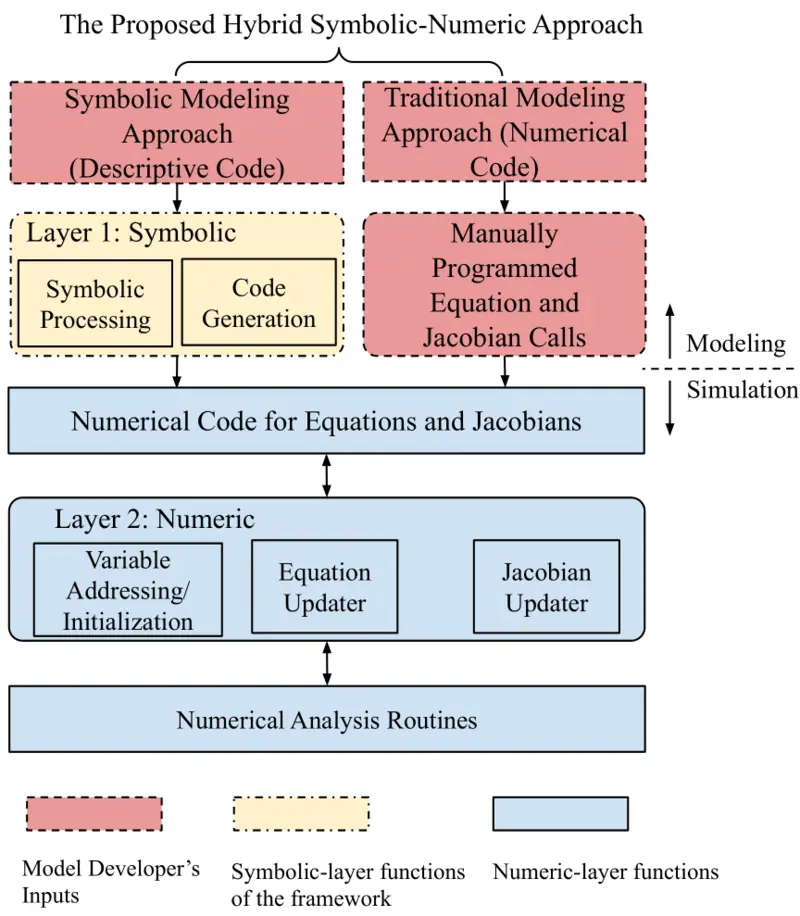 The Proposed Hybrid Symbolic-Numeric Approach
Symbolic Modeling
Approach
(Descriptive Code)
Traditional Modeling
Approach (Numerical
Code)
Layer 1: Symbolic
Symbolic
Processing
Code
Generation
Manually
Programmed
Equation and
Jacobian Calls
Modeling
Simulation
Numerical Code for Equations and Jacobians
Layer 2: Numeric
Variable
Addressing/
Initialization
Equation
Updater
Jacobian
Updater
Numerical Analysis Routines
Model Developer's
Inputs
Symbolic-layer functions
of the framework
Numeric-layer functions